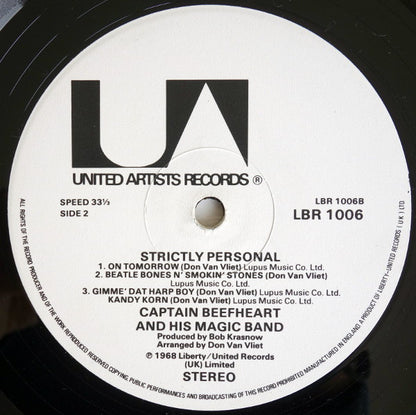 UA
UNITED ARTISTS RECORDS ®
SPEED 33⅓
SIDE 2
LBR 1006B
LBR 1006
STRICTLY PERSONAL
1. ON TOMORROW (Don Van Vliet) Lupus Music Co. Ltd.
2. BEATLE BONES N' SMOKIN' STONES (Don Van Vliet)
Lupus Music Co. Ltd.
3. GIMME' DAT HARP BOY (Don Van Vliet) Lupus Music Co. Ltd.
KANDY KORN (Don Van Vliet) Lupus Music Co. Ltd.
CAPTAIN BEEFHEART
AND HIS MAGIC BAND
Produced by Bob Krasnow
Arranged by Don Van Vliet
℗ 1968 Liberty/United Records
(UK) Limited
STEREO
ALL RIGHTS OF THE RECORD PRODUCER AND OF THE WORK REPRODUCED RESERVED COPYING, PUBLIC PERFORMANCES AND BROADCASTING OF THIS RECORD PROHIBITED MANUFACTURED IN ENGLAND A PRODUCT OF LIBERTY-UNITED RECORDS (UK) LTD.